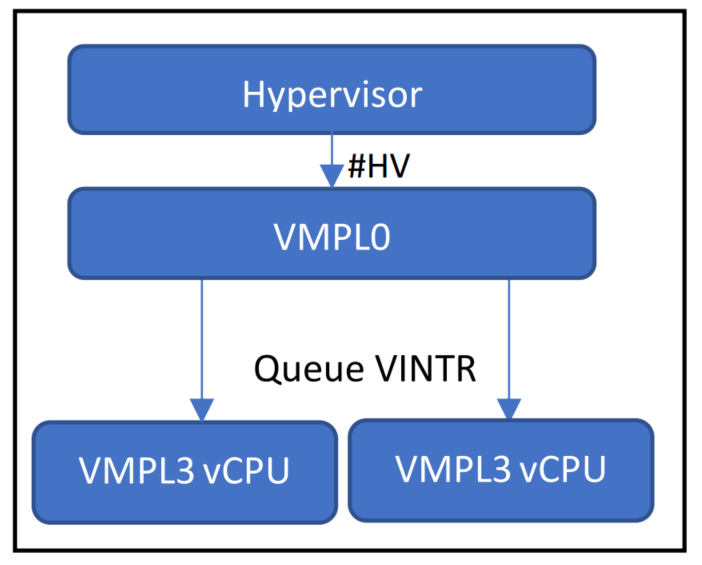 Hypervisor
#HV
VMPL0
Queue VINTR
VMPL3 vCPU
VMPL3 vCPU